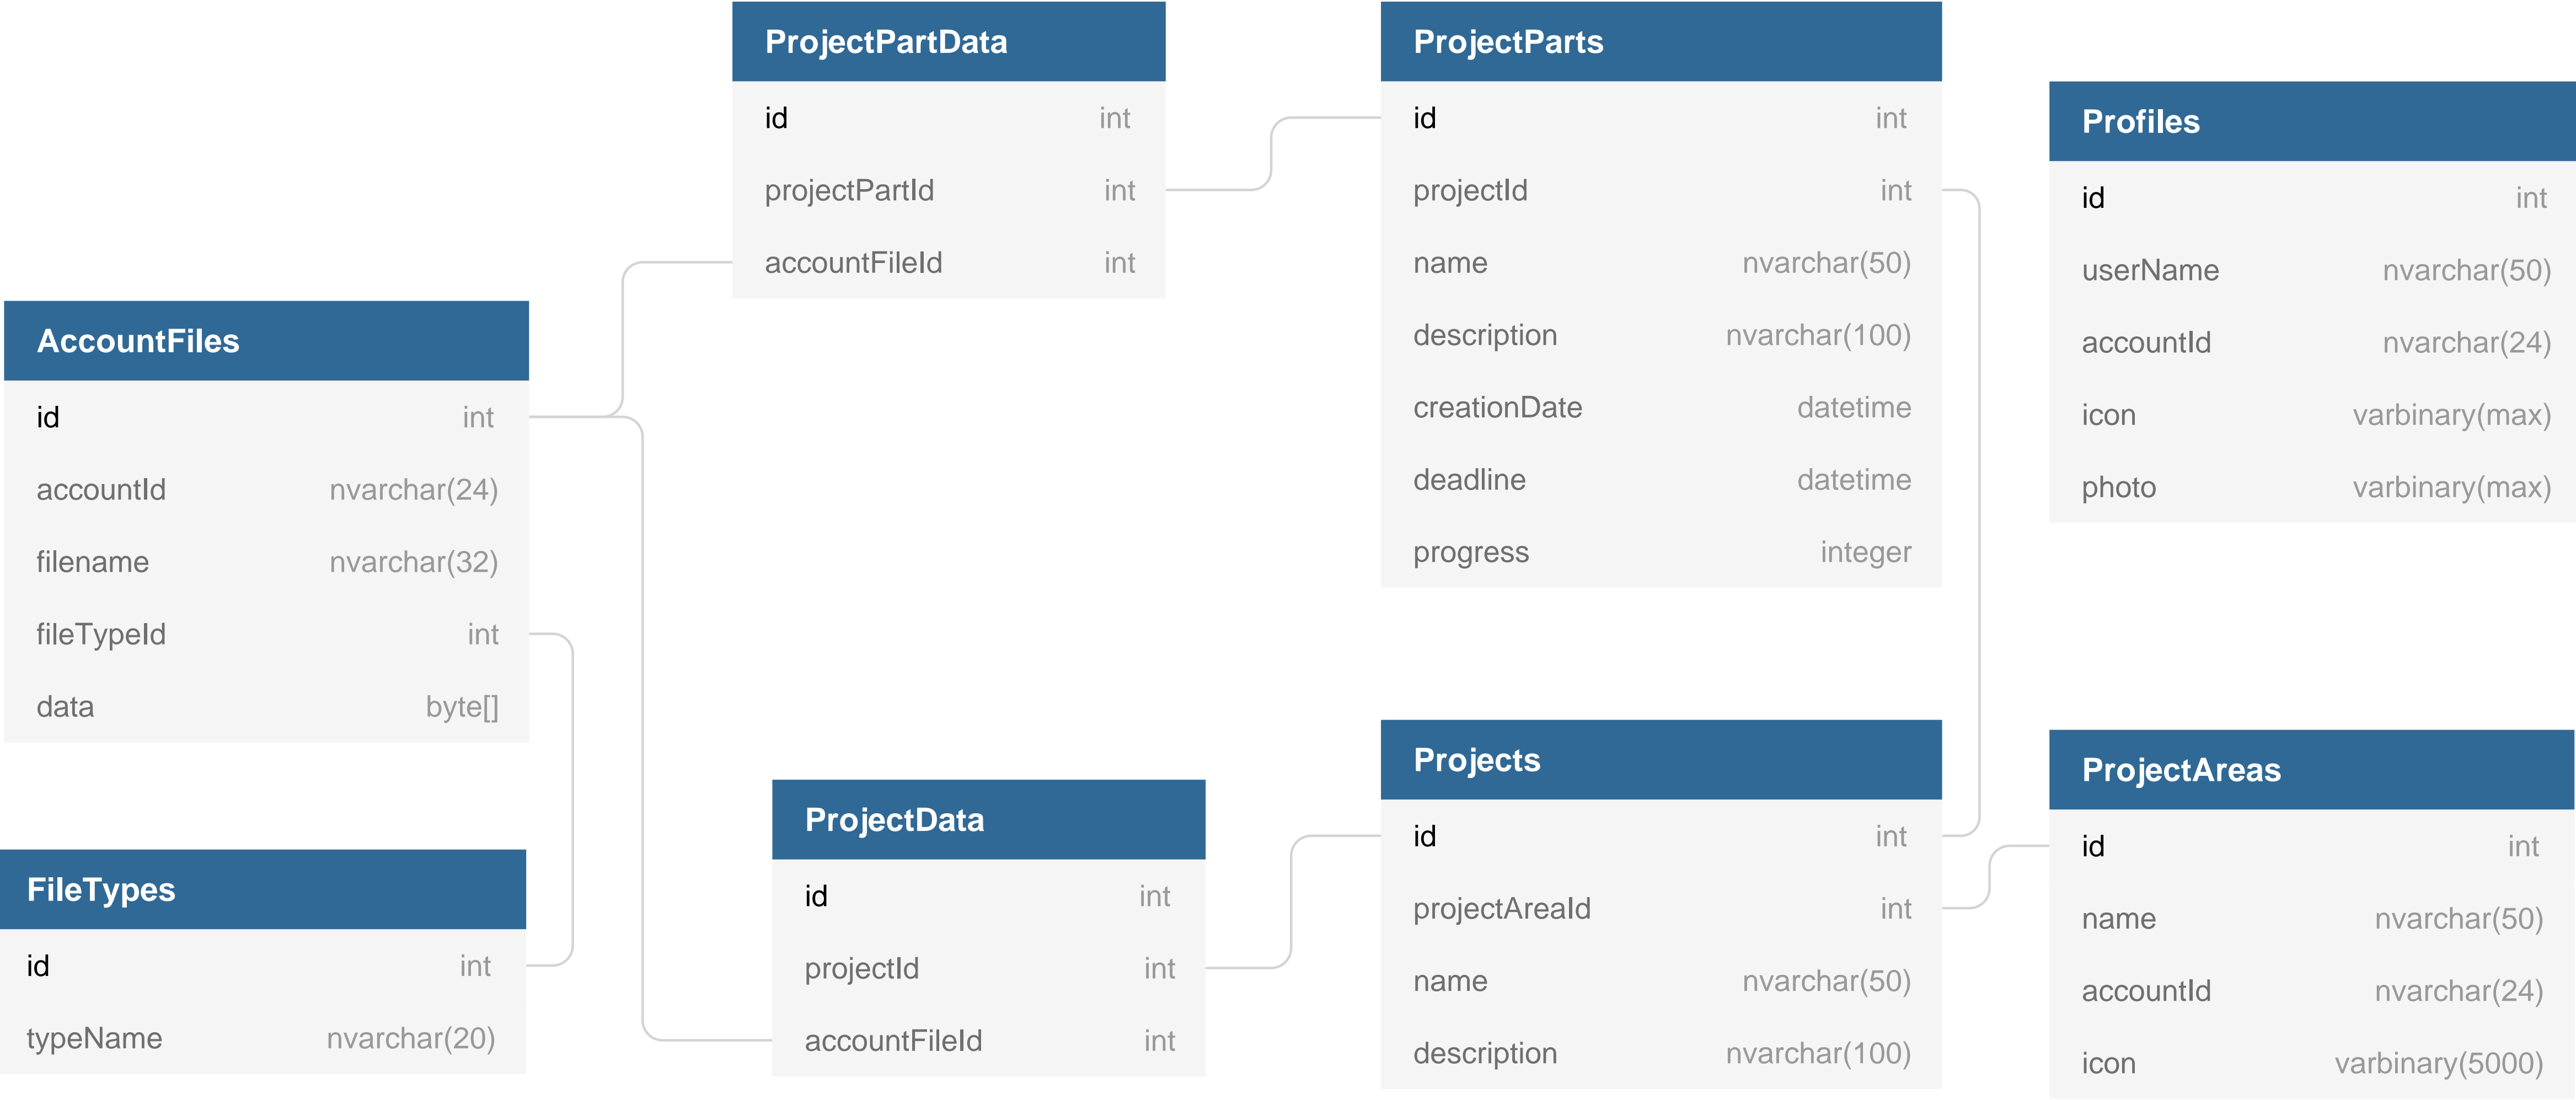 ProjectPartData
id int
projectPartId int
accountFileId int
ProjectParts
id int
projectId int
name nvarchar(50)
description nvarchar(100)
creationDate datetime
deadline datetime
progress integer
Profiles
id int
userName nvarchar(50)
accountId nvarchar(24)
icon varbinary(max)
photo varbinary(max)
AccountFiles
id int
accountId nvarchar(24)
filename nvarchar(32)
fileTypeId int
data byte[]
FileTypes
id int
typeName nvarchar(20)
ProjectData
id int
projectId int
accountFileId int
Projects
id int
projectAreaId int
name nvarchar(50)
description nvarchar(100)
ProjectAreas
id int
name nvarchar(50)
accountId nvarchar(24)
icon varbinary(5000)